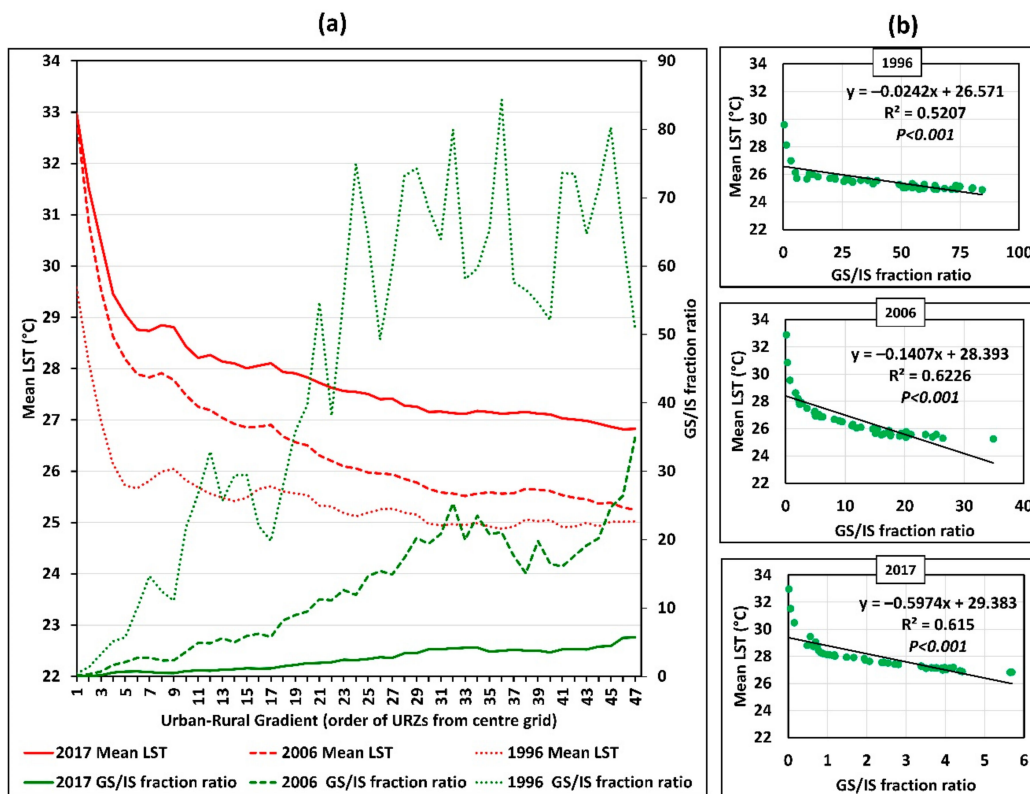 (a)
34
33
32
31
30
29
28
27
26
25
24
23
22
Mean LST (°C)
90
80
70
60
50
40
30
20
10
0
GS/IS fraction ratio
1 3 5 7 9 11 13 15 17 19 21 23 25 27 29 31 33 35 37 39 41 43 45 47
Urban-Rural Gradient (order of URZs from centre grid)
2017 Mean LST 2006 Mean LST 1996 Mean LST
2017 GS/IS fraction ratio 2006 GS/IS fraction ratio 1996 GS/IS fraction ratio
(b)
1996
y = –0.0242x + 26.571
R² = 0.5207
P<0.001
34
32
30
28
26
24
22
Mean LST (°C)
0 25 50 75 100
GS/IS fraction ratio
2006
y = –0.1407x + 28.393
R² = 0.6226
P<0.001
34
32
30
28
26
24
22
Mean LST (°C)
0 10 20 30 40
GS/IS fraction ratio
2017
y = –0.5974x + 29.383
R² = 0.615
P<0.001
34
32
30
28
26
24
22
Mean LST (°C)
0 1 2 3 4 5 6
GS/IS fraction ratio